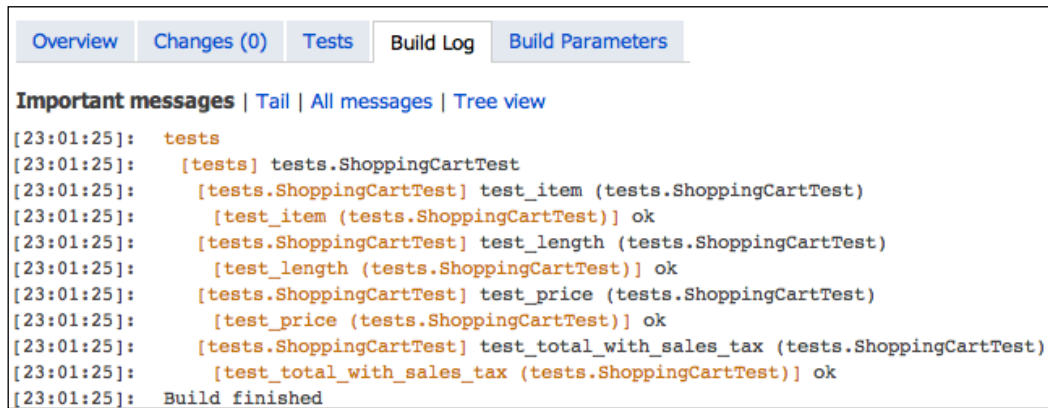 Overview Changes (0) Tests Build Log Build Parameters
Important messages | Tail | All messages | Tree view
[23:01:25]: tests
[23:01:25]: [tests] tests.ShoppingCartTest
[23:01:25]: [tests.ShoppingCartTest] test_item (tests.ShoppingCartTest)
[23:01:25]: [test_item (tests.ShoppingCartTest)] ok
[23:01:25]: [tests.ShoppingCartTest] test_length (tests.ShoppingCartTest)
[23:01:25]: [test_length (tests.ShoppingCartTest)] ok
[23:01:25]: [tests.ShoppingCartTest] test_price (tests.ShoppingCartTest)
[23:01:25]: [test_price (tests.ShoppingCartTest)] ok
[23:01:25]: [tests.ShoppingCartTest] test_total_with_sales_tax (tests.ShoppingCartTest)
[23:01:25]: [test_total_with_sales_tax (tests.ShoppingCartTest)] ok
[23:01:25]: Build finished